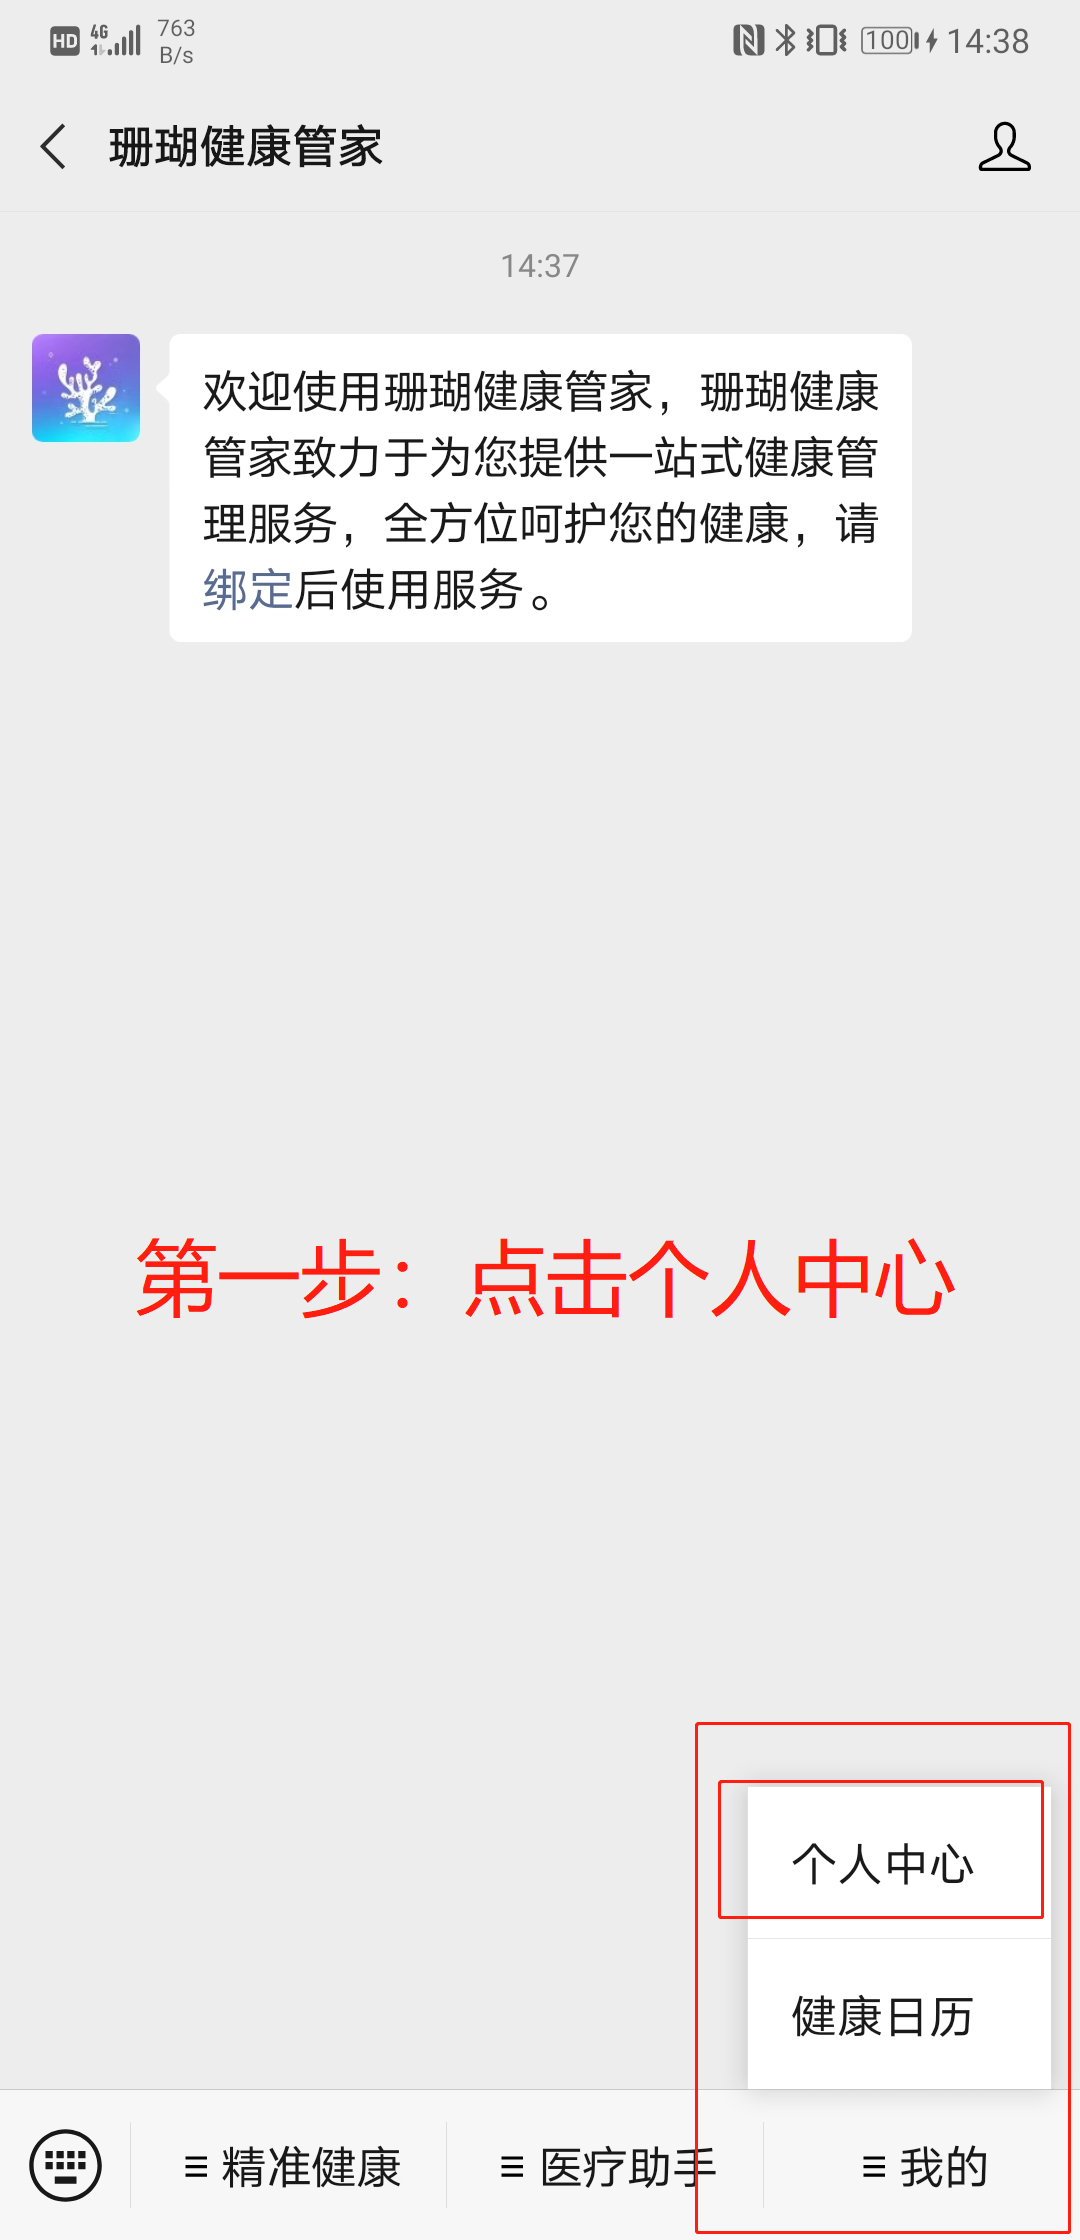 HD 4G 763 B/s 100 14:38
珊瑚健康管家
14:37
欢迎使用珊瑚健康管家，珊瑚健康
管家致力于为您提供一站式健康管
理服务，全方位呵护您的健康，请
绑定后使用服务。
第一步：点击个人中心
个人中心
健康日历
精准健康 医疗助手 我的